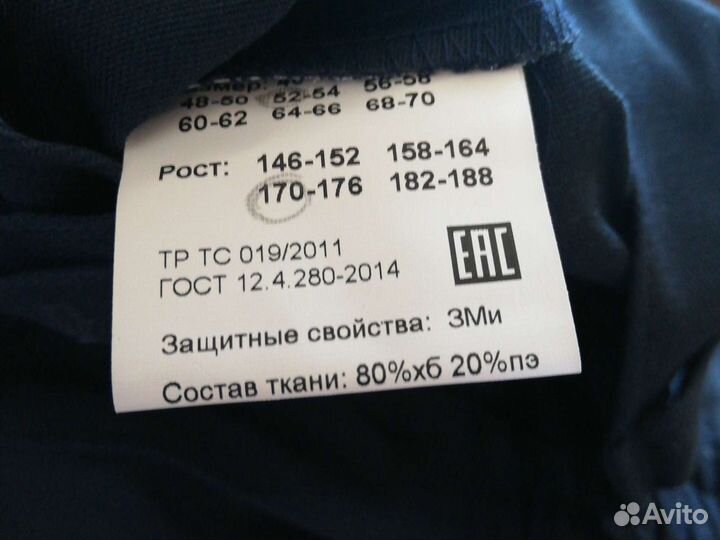 56-58
48-50 52-54
60-62 64-66 68-70
Рост: 146-152 158-164
170-176 182-188
ТР ТС 019/2011
ГОСТ 12.4.280-2014
EAC
Защитные свойства: ЗМи
Состав ткани: 80%хб 20%пэ
Avito